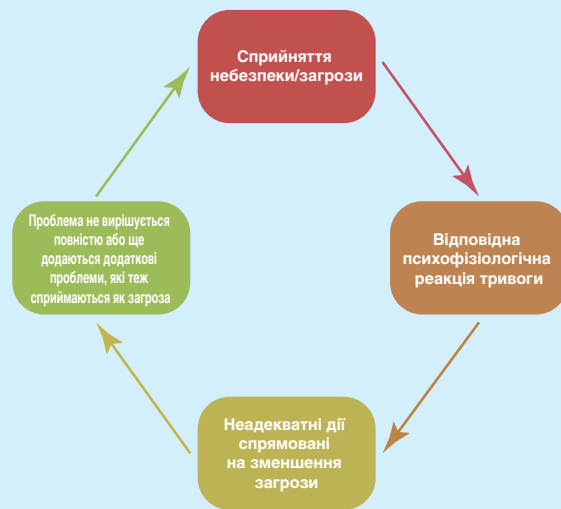 Сприйняття
небезпеки/загрози
Відповідна
психофізіологічна
реакція тривоги
Неадекватні дії
спрямовані
на зменшення
загрози
Проблема не вирішується
повністю або ще
додаються додаткові
проблеми, які теж
сприймаються як загроза